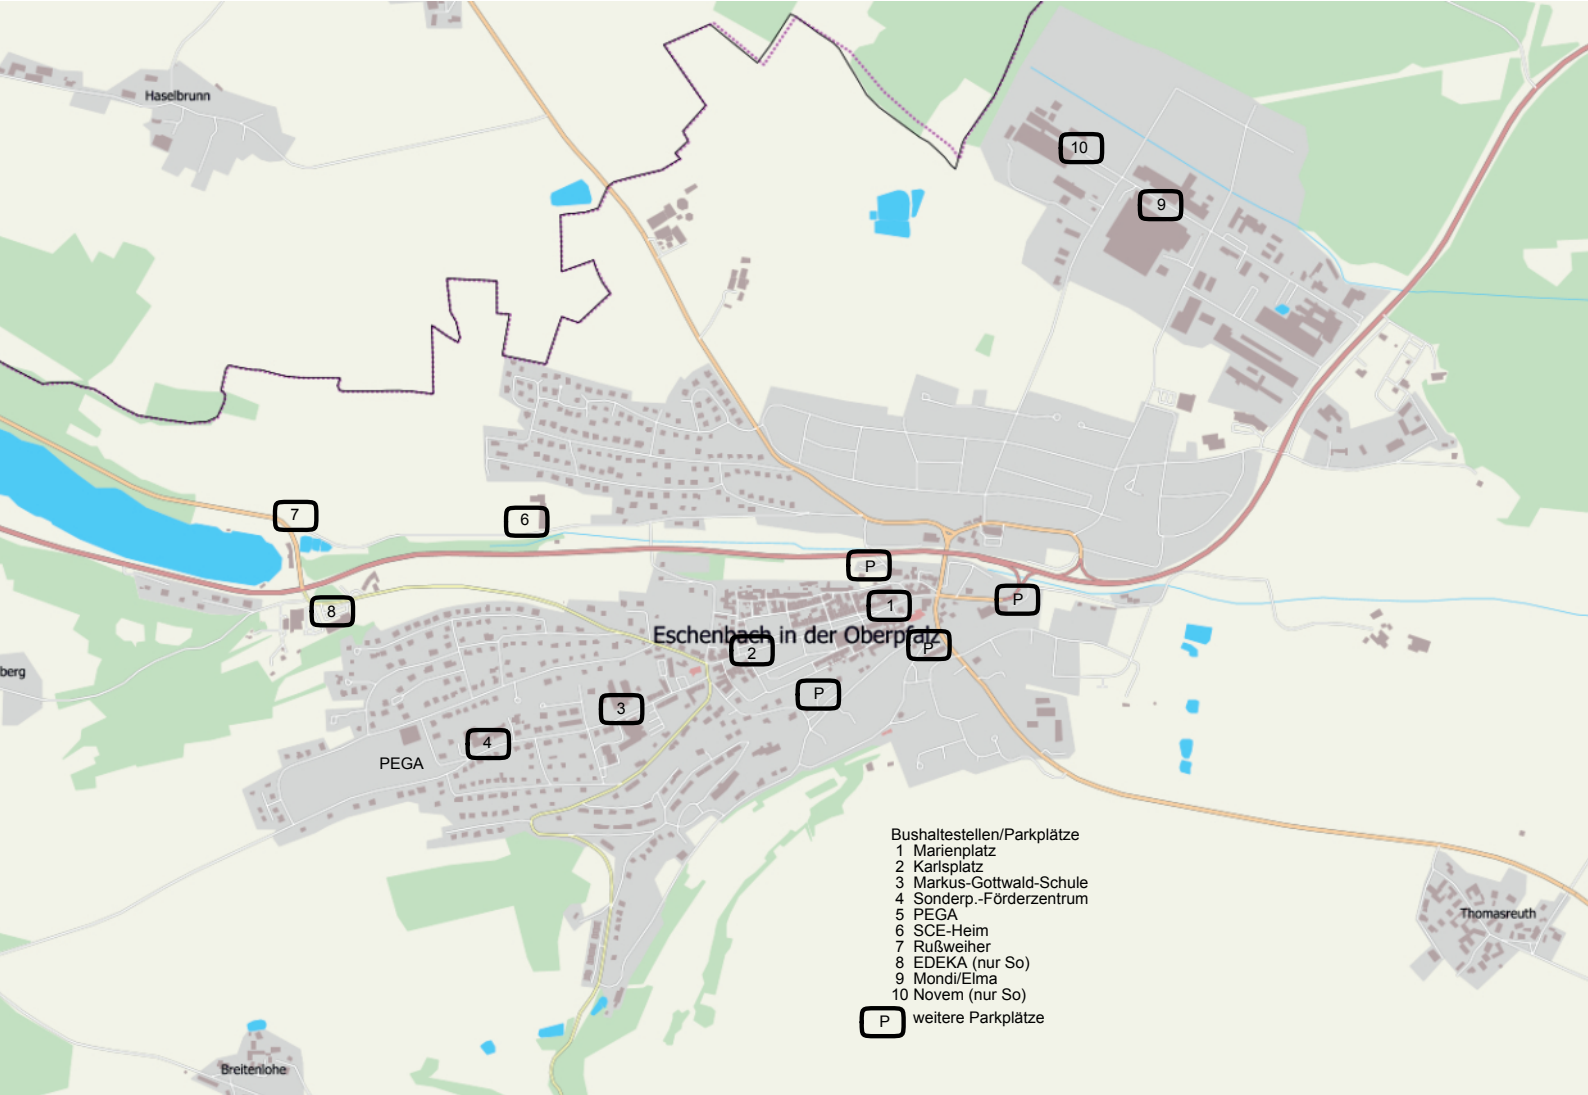 Haselbrunn
10
9
7
6
P
8
1
P
Eschenbach in der Oberpfalz
P
2
berg
P
3
4
PEGA
Bushaltestellen/Parkplätze
1 Marienplatz
2 Karlsplatz
3 Markus-Gottwald-Schule
4 Sonderp.-Förderzentrum
5 PEGA
6 SCE-Heim
7 Rußweiher
8 EDEKA (nur So)
9 Mondi/Elma
10 Novem (nur So)
P weitere Parkplätze
Thomasreuth
Breitenlohe